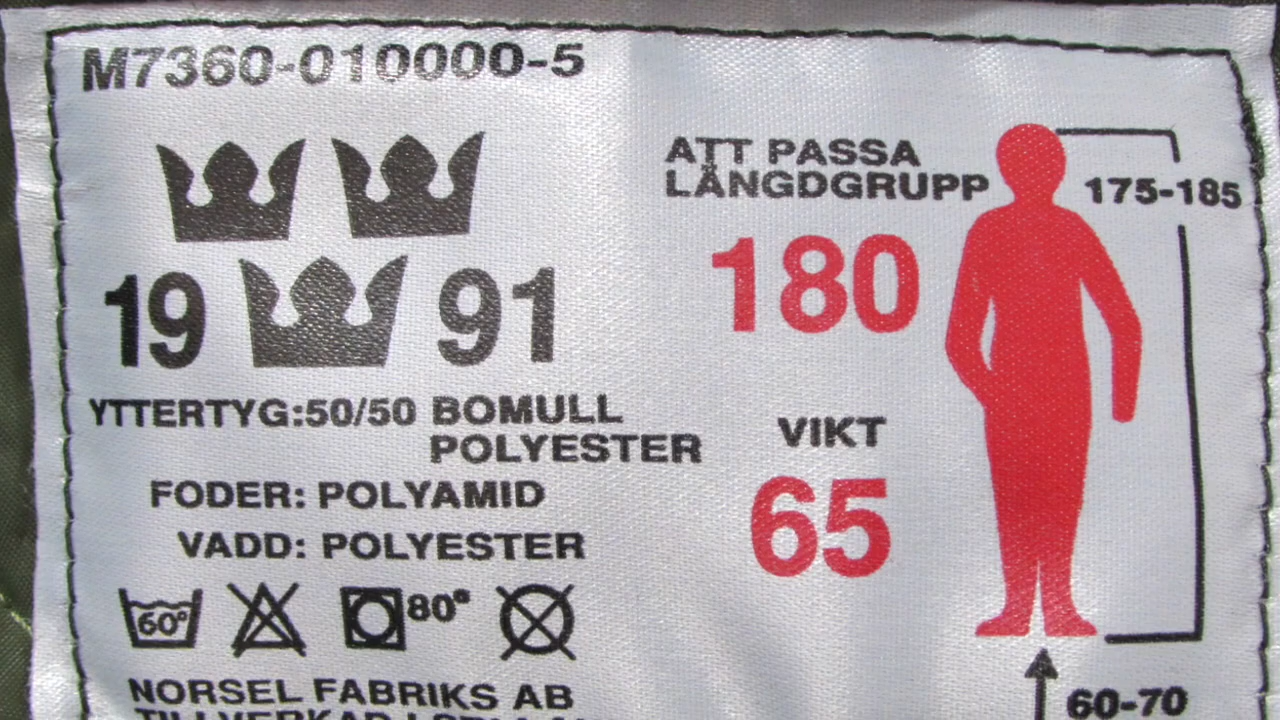 M7360-010000-5
19 91
YTTERTYG:50/50 BOMULL
POLYESTER
FODER: POLYAMID
VADD: POLYESTER
60° 80°
NORSEL FABRIKS AB
TILLVERKAD I
ATT PASSA
LÄNGDGRUPP
180
175-185
VIKT
65
60-70